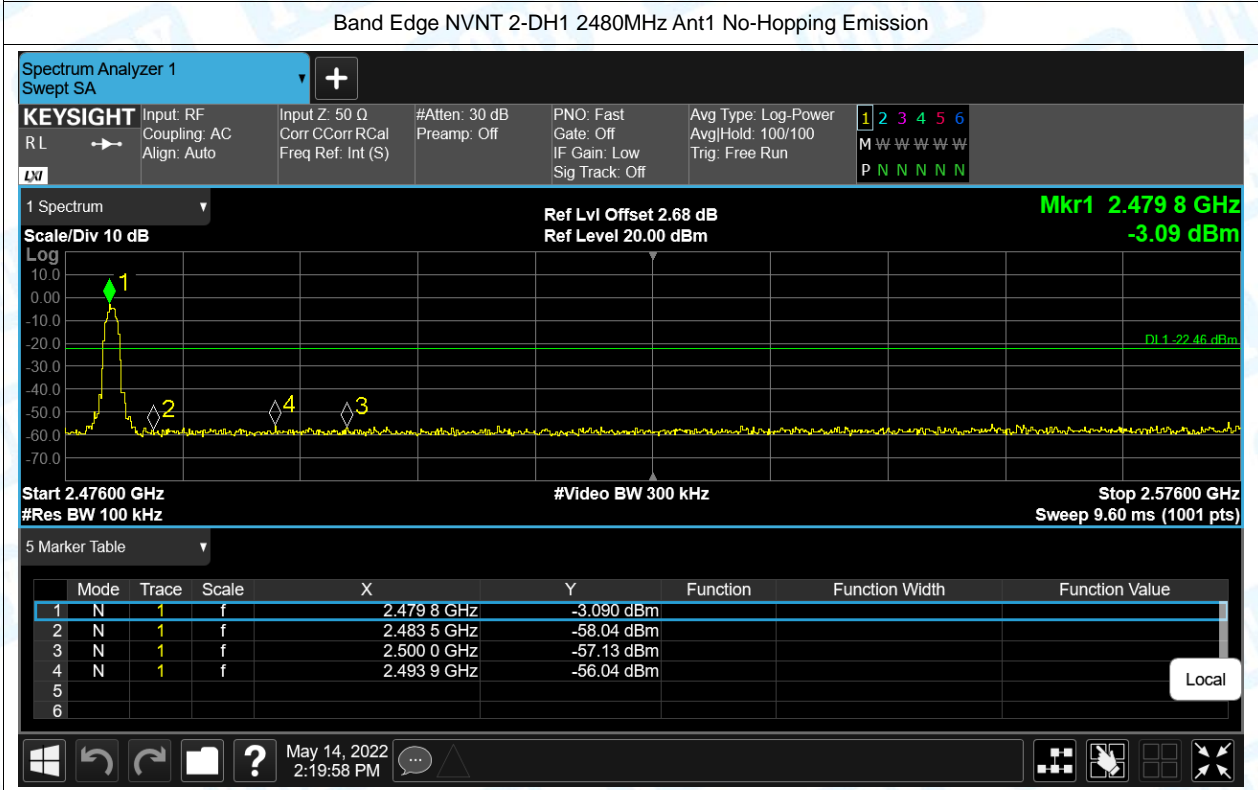 Band Edge NVNT 2-DH1 2480MHz Ant1 No-Hopping Emission
Spectrum Analyzer 1
Swept SA
+
KEYSIGHT
RL
LXI
Input: RF
Coupling: AC
Align: Auto
Input Z: 50 Ω
Corr CCorr RCal
Freq Ref: Int (S)
#Atten: 30 dB
Preamp: Off
PNO: Fast
Gate: Off
IF Gain: Low
Sig Track: Off
Avg Type: Log-Power
Avg|Hold: 100/100
Trig: Free Run
1 2 3 4 5 6
M W W W W W
P N N N N N
1 Spectrum
Scale/Div 10 dB
Ref Lvl Offset 2.68 dB
Ref Level 20.00 dBm
Mkr1 2.479 8 GHz
-3.09 dBm
Log
10.0
0.00
-10.0
-20.0
-30.0
-40.0
-50.0
-60.0
-70.0
1
2
4
3
DL1 -22.46 dBm
Start 2.47600 GHz
#Res BW 100 kHz
#Video BW 300 kHz
Stop 2.57600 GHz
Sweep 9.60 ms (1001 pts)
5 Marker Table
Mode Trace Scale X Y Function Function Width Function Value
1 N 1 f 2.479 8 GHz -3.090 dBm
2 N 1 f 2.483 5 GHz -58.04 dBm
3 N 1 f 2.500 0 GHz -57.13 dBm
4 N 1 f 2.493 9 GHz -56.04 dBm
5
6
Local
?
May 14, 2022
2:19:58 PM